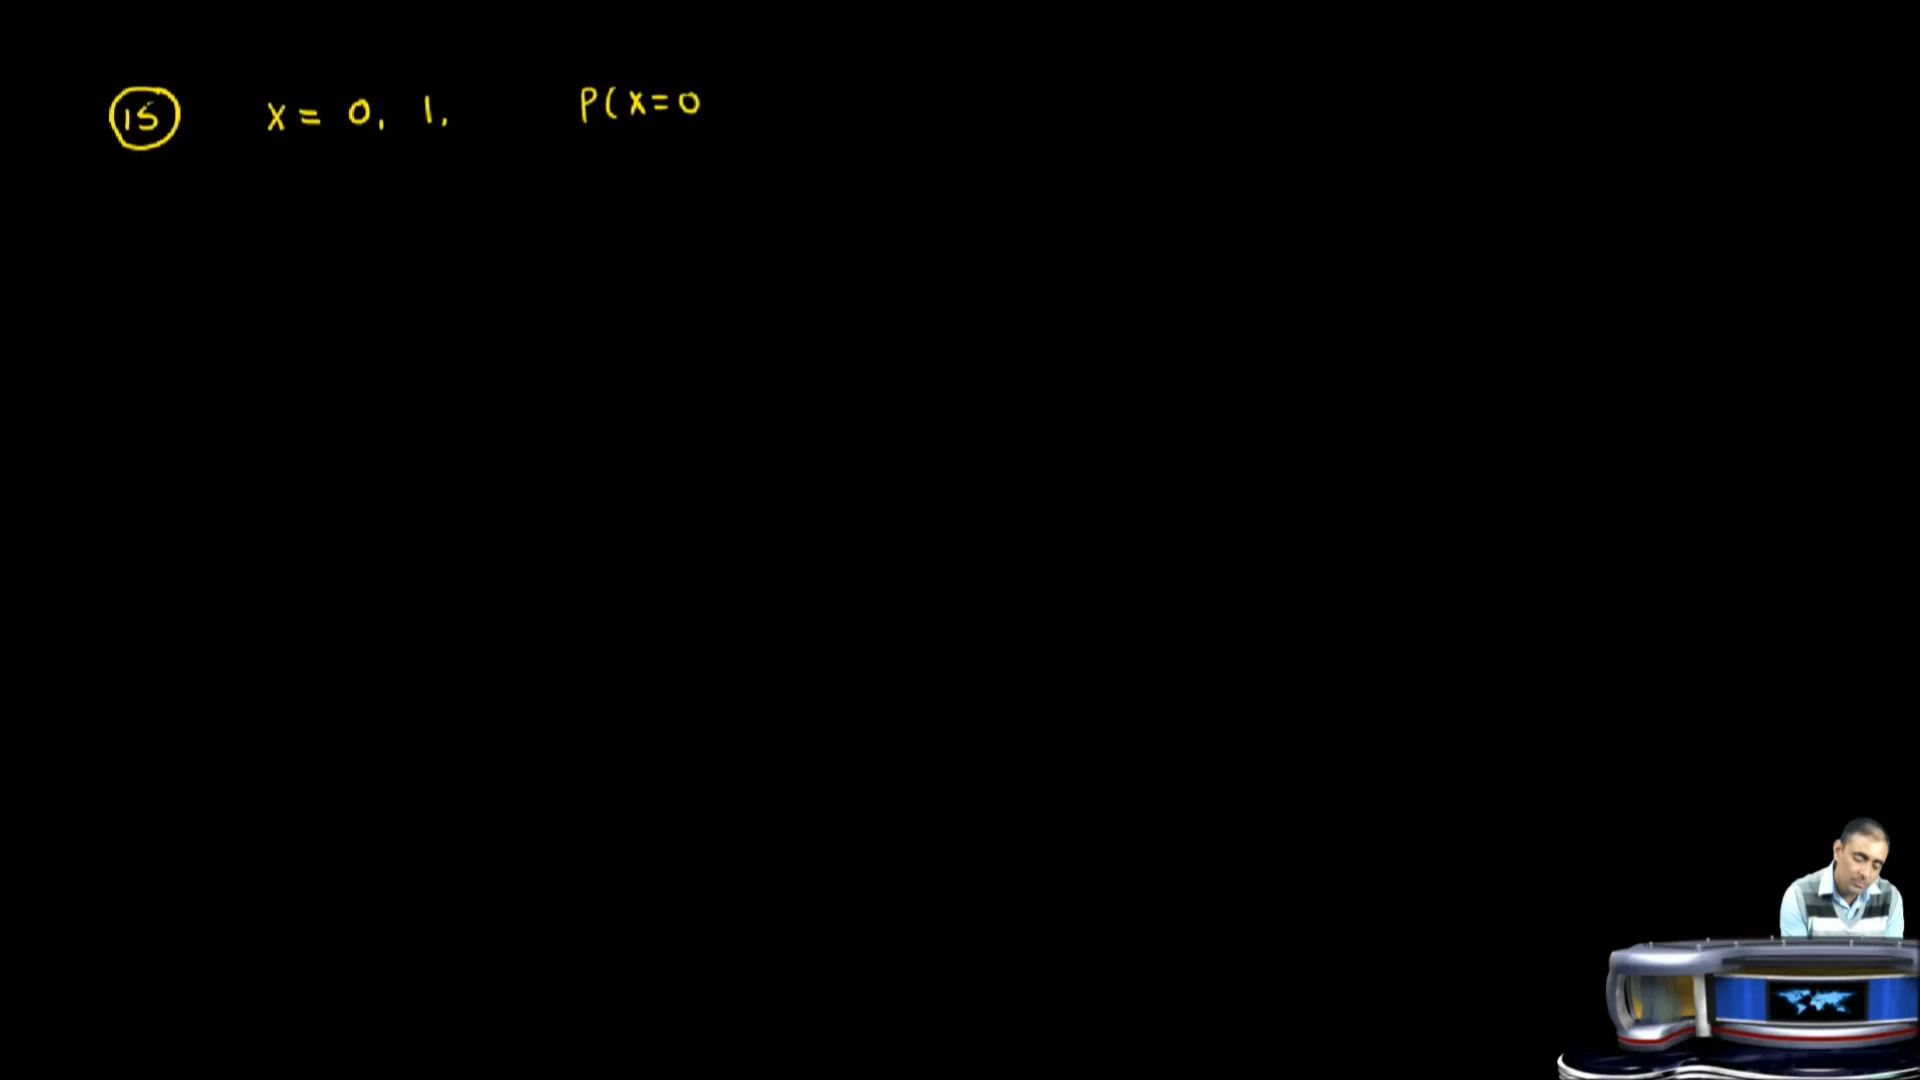 15 x = 0, 1, P(x=0